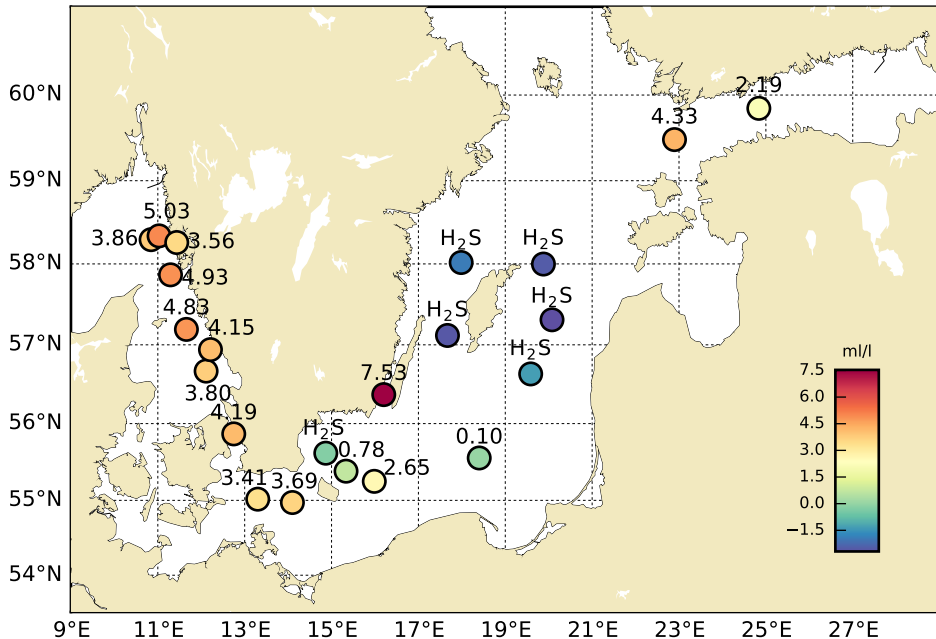 60°N
2.19
4.33
59°N
5.03
3.86
3.56
H₂S
H₂S
58°N
4.93
4.83
H₂S
4.15
H₂S
57°N
H₂S
ml/l
7.53
7.5
3.80
6.0
4.19
56°N
H₂S
0.78
0.10
4.5
2.65
3.0
3.41
3.69
55°N
1.5
0.0
−1.5
54°N
9°E
11°E
13°E
15°E
17°E
19°E
21°E
23°E
25°E
27°E